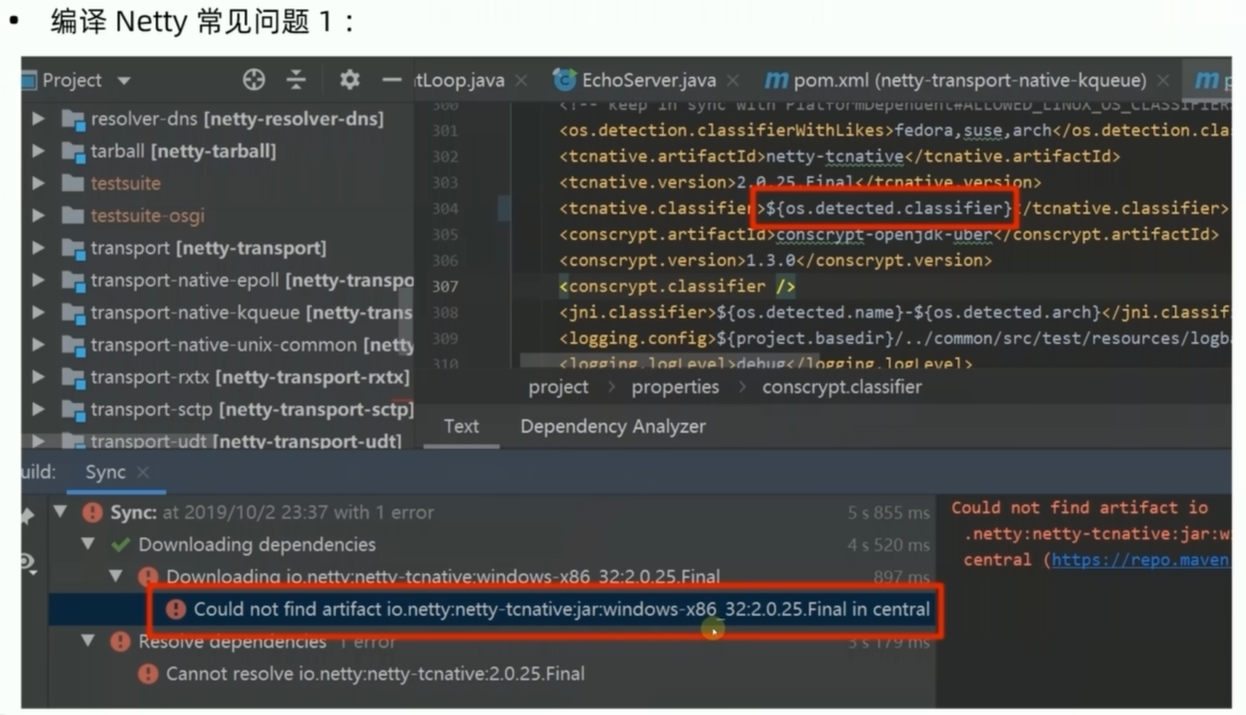 • 编译 Netty 常见问题 1：
Project
tLoop.java
EchoServer.java
pom.xml (netty-transport-native-kqueue)
resolver-dns [netty-resolver-dns]
tarball [netty-tarball]
testsuite
testsuite-osgi
transport [netty-transport]
transport-native-epoll [netty-transpo
transport-native-kqueue [netty-trans
transport-native-unix-common [netty
transport-rxtx [netty-transport-rxtx]
transport-sctp [netty-transport-sctp]
transport-udt [netty-transport-udt]
300 <!-- keep in sync with PlatformDependent#ALLOWED_LINUX_OS_CLASSIFIER
301 <os.detection.classifierWithLikes>fedora,suse,arch</os.detection.cla
302 <tcnative.artifactId>netty-tcnative</tcnative.artifactId>
303 <tcnative.version>2.0.25.Final</tcnative.version>
304 <tcnative.classifier>${os.detected.classifier}</tcnative.classifier>
305 <conscrypt.artifactId>conscrypt-openjdk-uber</conscrypt.artifactId>
306 <conscrypt.version>1.3.0</conscrypt.version>
307 <conscrypt.classifier />
308 <jni.classifier>${os.detected.name}-${os.detected.arch}</jni.classif
309 <logging.config>${project.basedir}/../common/src/test/resources/logba
310 <logging.logLevel>debug</logging.logLevel>
project > properties > conscrypt.classifier
Text Dependency Analyzer
uild: Sync
Sync: at 2019/10/2 23:37 with 1 error 5 s 855 ms
Downloading dependencies 4 s 520 ms
Downloading io.netty:netty-tcnative:windows-x86_32:2.0.25.Final 897 ms
Could not find artifact io.netty:netty-tcnative:jar:windows-x86_32:2.0.25.Final in central
Resolve dependencies 1 error 3 s 179 ms
Cannot resolve io.netty:netty-tcnative:2.0.25.Final
Could not find artifact io
.netty:netty-tcnative:jar:w
central (https://repo.maven